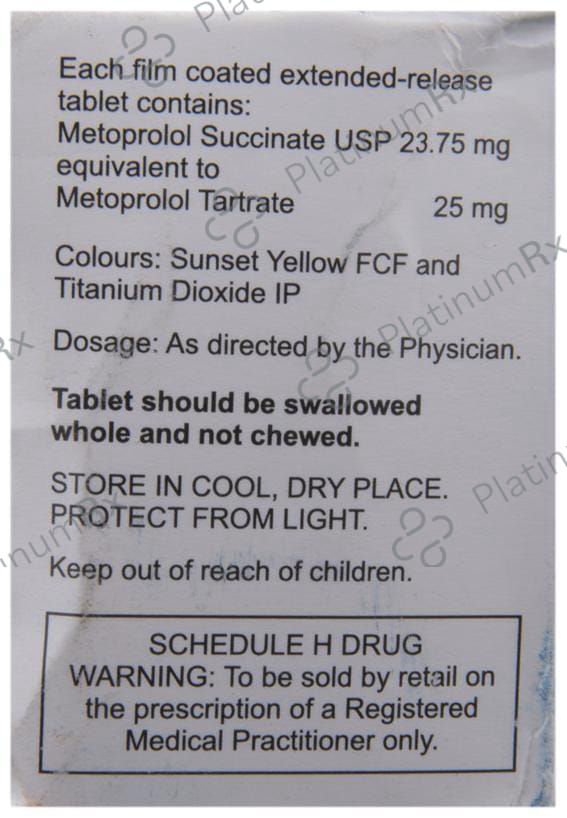 Each film coated extended-release
tablet contains:
Metoprolol Succinate USP 23.75 mg
equivalent to
Metoprolol Tartrate 25 mg
Colours: Sunset Yellow FCF and
Titanium Dioxide IP
Dosage: As directed by the Physician.
Tablet should be swallowed
whole and not chewed.
STORE IN COOL, DRY PLACE.
PROTECT FROM LIGHT.
Keep out of reach of children.
SCHEDULE H DRUG
WARNING: To be sold by retail on
the prescription of a Registered
Medical Practitioner only.
PlatinumRx
PlatinumRx